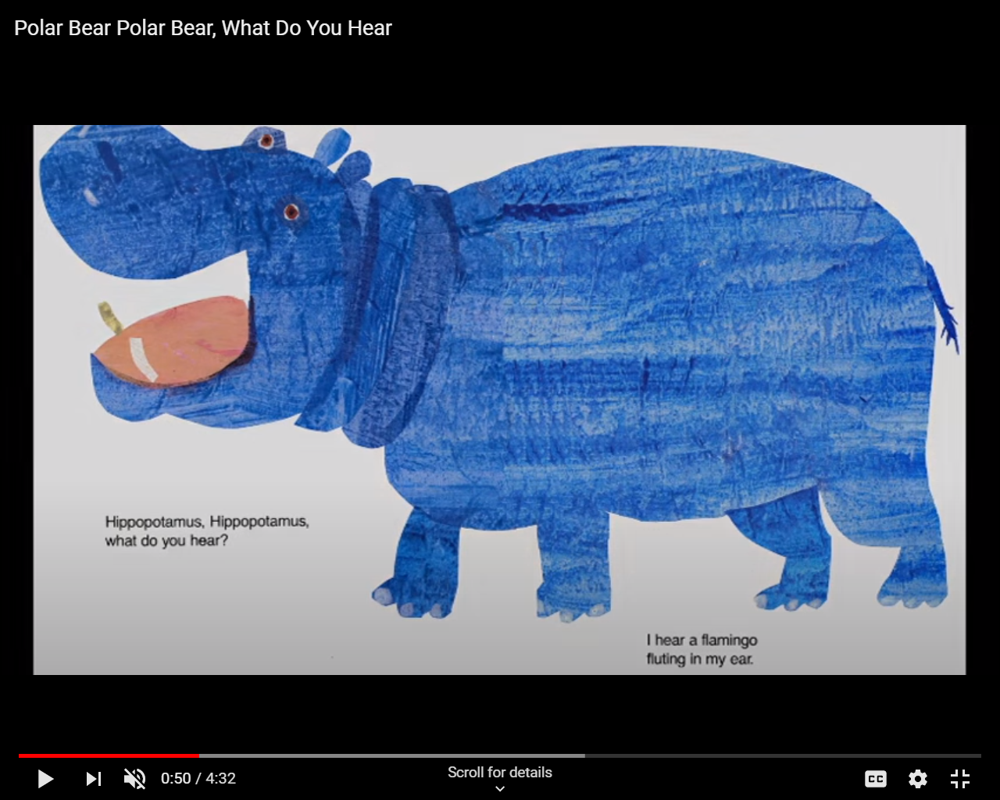 Polar Bear Polar Bear, What Do You Hear
Hippopotamus, Hippopotamus,
what do you hear?
I hear a flamingo
fluting in my ear.
Scroll for details
0:50 / 4:32
CC